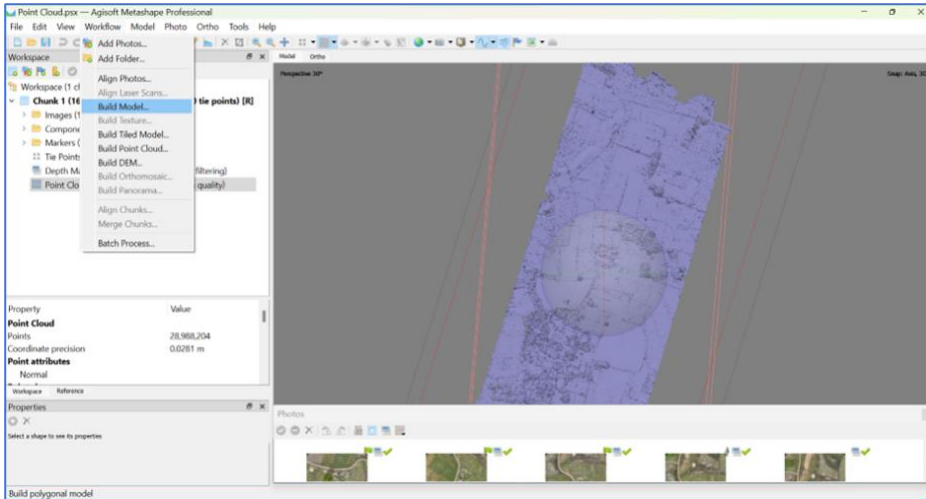 Point Cloud.psx — Agisoft Metashape Professional
File Edit View Workflow Model Photo Ortho Tools Help
Workspace
Workspace (1 ch
Chunk 1 (16
tie points) [R]
Images (1
Compone
Markers (
Tie Points
Depth Ma
filtering)
Point Clo
quality)
Add Photos...
Add Folder...
Align Photos...
Align Laser Scans...
Build Model...
Build Texture...
Build Tiled Model...
Build Point Cloud...
Build DEM...
Build Orthomosaic...
Build Panorama...
Align Chunks...
Merge Chunks...
Batch Process...
Model Ortho
Perspective 30°
Snap: Axis, 3D
Property Value
Point Cloud
Points 28,988,204
Coordinate precision 0.0281 m
Point attributes
Normal
Workspace Reference
Properties
Select a shape to see its properties
Photos
Build polygonal model